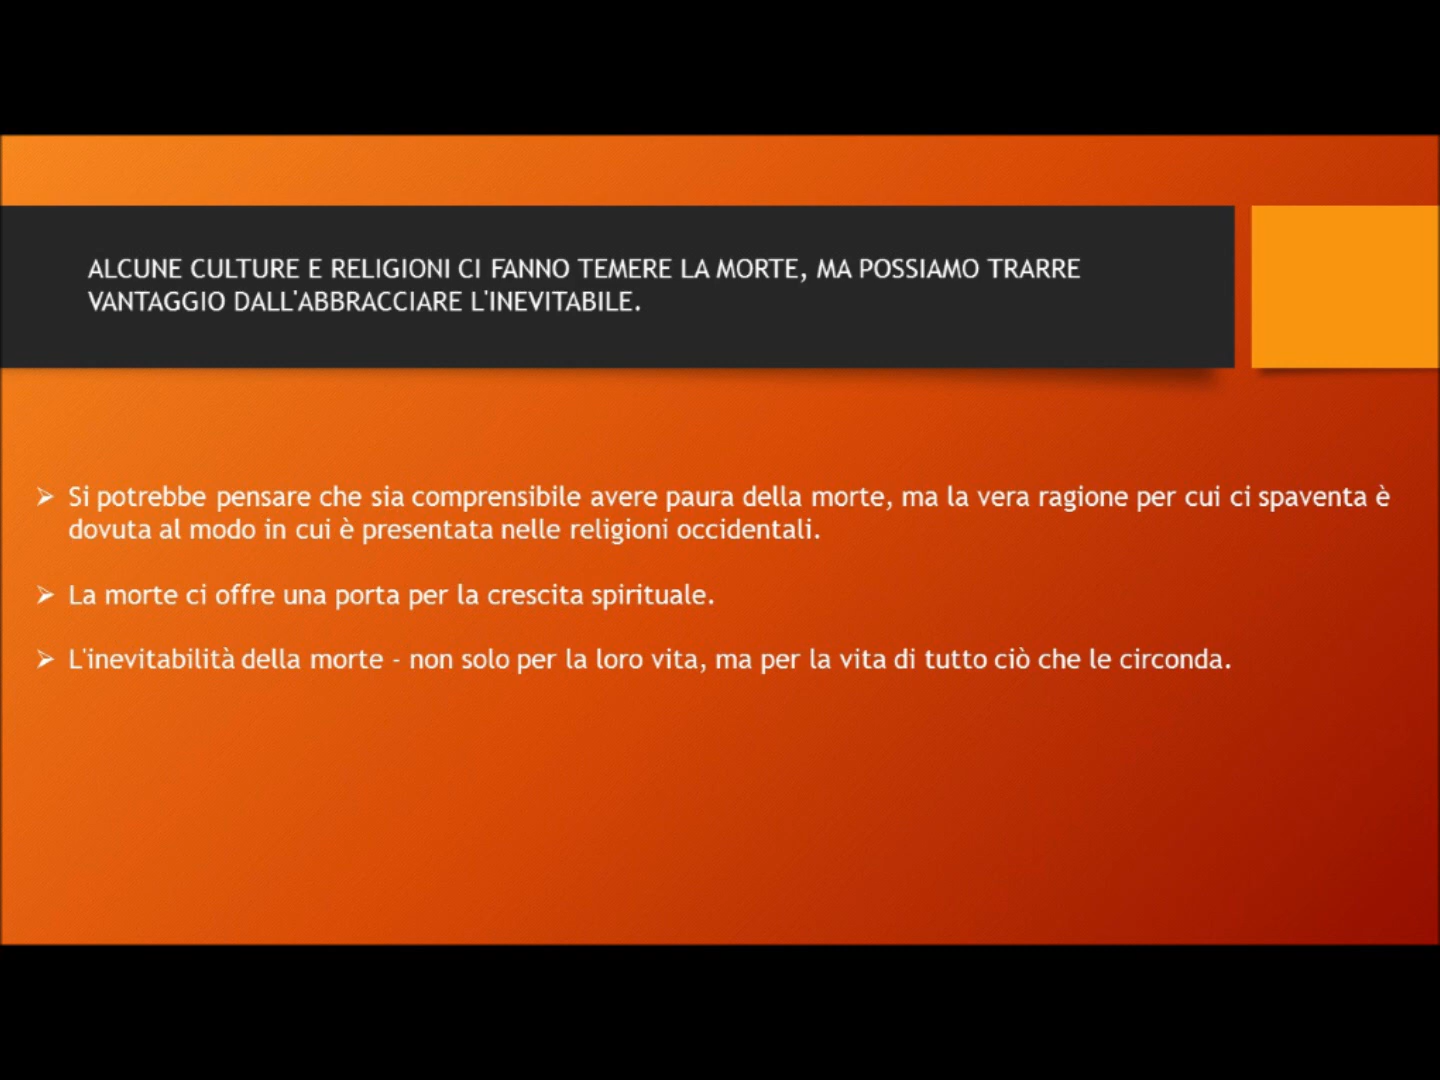 ALCUNE CULTURE E RELIGIONI CI FANNO TEMERE LA MORTE, MA POSSIAMO TRARRE
VANTAGGIO DALL'ABBRACCIARE L'INEVITABILE.
Si potrebbe pensare che sia comprensibile avere paura della morte, ma la vera ragione per cui ci spaventa è
dovuta al modo in cui è presentata nelle religioni occidentali.
La morte ci offre una porta per la crescita spirituale.
L'inevitabilità della morte - non solo per la loro vita, ma per la vita di tutto ciò che le circonda.